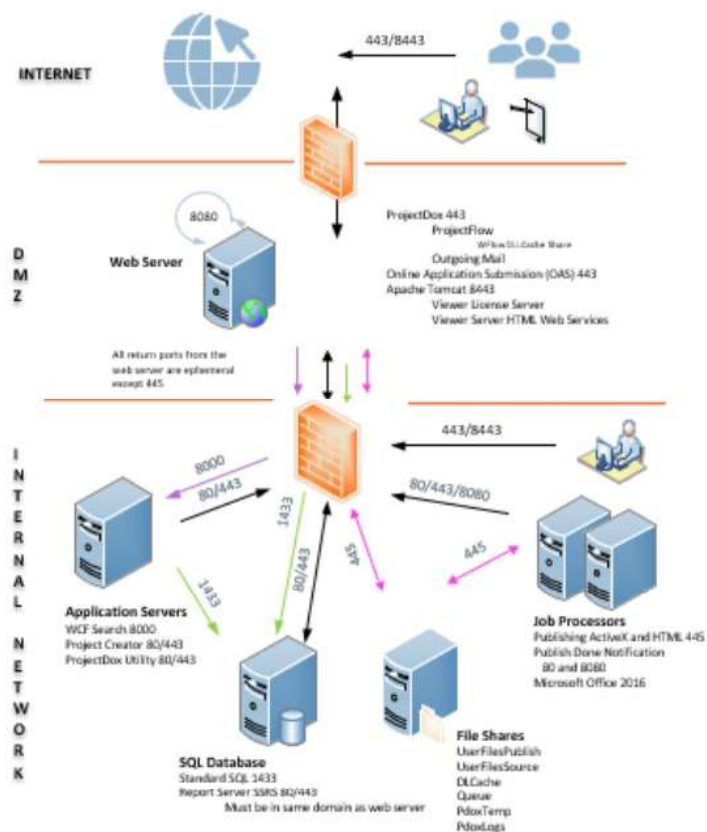 443/8443
INTERNET
8080
Web Server
ProjectDox 443
ProjectFlow
WFlowDLLCache Share
Outgoing Mail
Online Application Submission (OAS) 443
Apache Tomcat 8443
Viewer License Server
Viewer Server HTML Web Services
DMZ
All return ports from the
web server are ephemeral
except 445
443/8443
8000
80/443
1433
80/443
445
80/443/8080
445
1433
INTERNAL NETWORK
Application Servers
WCF Search 8000
Project Creator 80/443
ProjectDox Utility 80/443
Job Processors
Publishing ActiveX and HTML 445
Publish Done Notification
80 and 8080
Microsoft Office 2016
SQL Database
Standard SQL 1433
Report Server SSRS 80/443
Must be in same domain as web server
File Shares
UserFilesPublish
UserFilesSource
DLCache
Queue
PdoxTemp
PdoxLogs